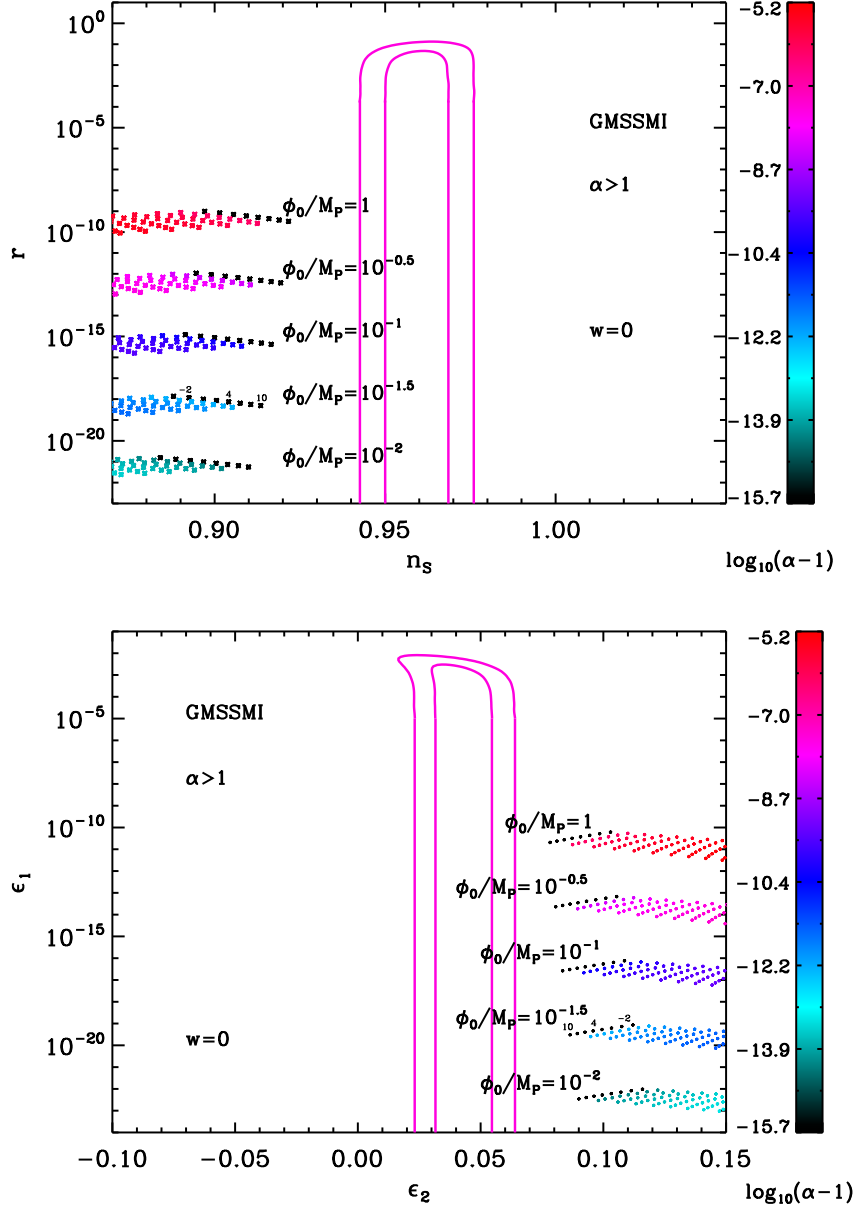 10⁰ -5.2
-7.0
10⁻⁵ GMSSMI
α>1 -8.7
φ₀/M_P=1
10⁻¹⁰ -10.4
r
φ₀/M_P=10⁻⁰·⁵
10⁻¹⁵ φ₀/M_P=10⁻¹ w=0 -12.2
-2 4 10 φ₀/M_P=10⁻¹·⁵
-13.9
10⁻²⁰ φ₀/M_P=10⁻²
-15.7
0.90 0.95 1.00
n_S log₁₀(α-1)
-5.2
10⁻⁵ GMSSMI -7.0
α>1
-8.7
10⁻¹⁰ φ₀/M_P=1
ε₁
φ₀/M_P=10⁻⁰·⁵ -10.4
10⁻¹⁵ φ₀/M_P=10⁻¹
-12.2
φ₀/M_P=10⁻¹·⁵
10 4 -2
10⁻²⁰ w=0 -13.9
φ₀/M_P=10⁻²
-15.7
-0.10 -0.05 0.00 0.05 0.10 0.15
ε₂ log₁₀(α-1)